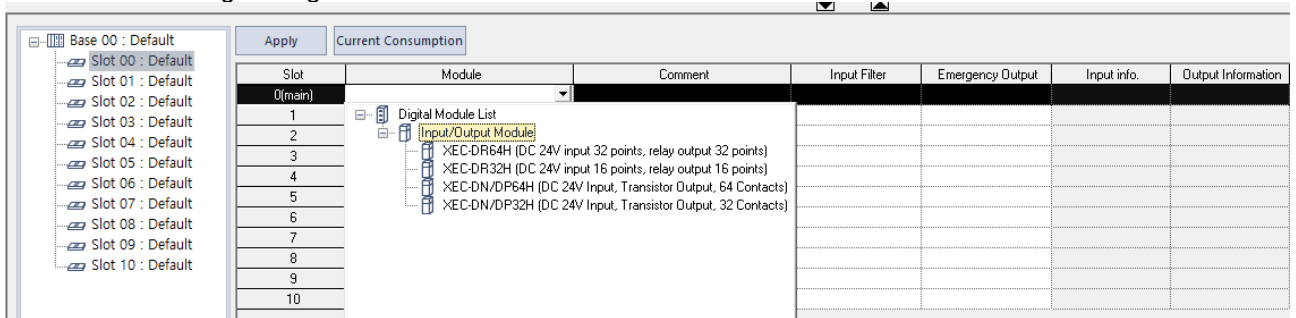 Base 00 : Default
Slot 00 : Default
Slot 01 : Default
Slot 02 : Default
Slot 03 : Default
Slot 04 : Default
Slot 05 : Default
Slot 06 : Default
Slot 07 : Default
Slot 08 : Default
Slot 09 : Default
Slot 10 : Default
Apply Current Consumption
Slot Module Comment Input Filter Emergency Output Input info. Output Information
0(main)
1
2
3
4
5
6
7
8
9
10
Digital Module List
Input/Output Module
XEC-DR64H (DC 24V input 32 points, relay output 32 points)
XEC-DR32H (DC 24V input 16 points, relay output 16 points)
XEC-DN/DP64H (DC 24V Input, Transistor Output, 64 Contacts)
XEC-DN/DP32H (DC 24V Input, Transistor Output, 32 Contacts)